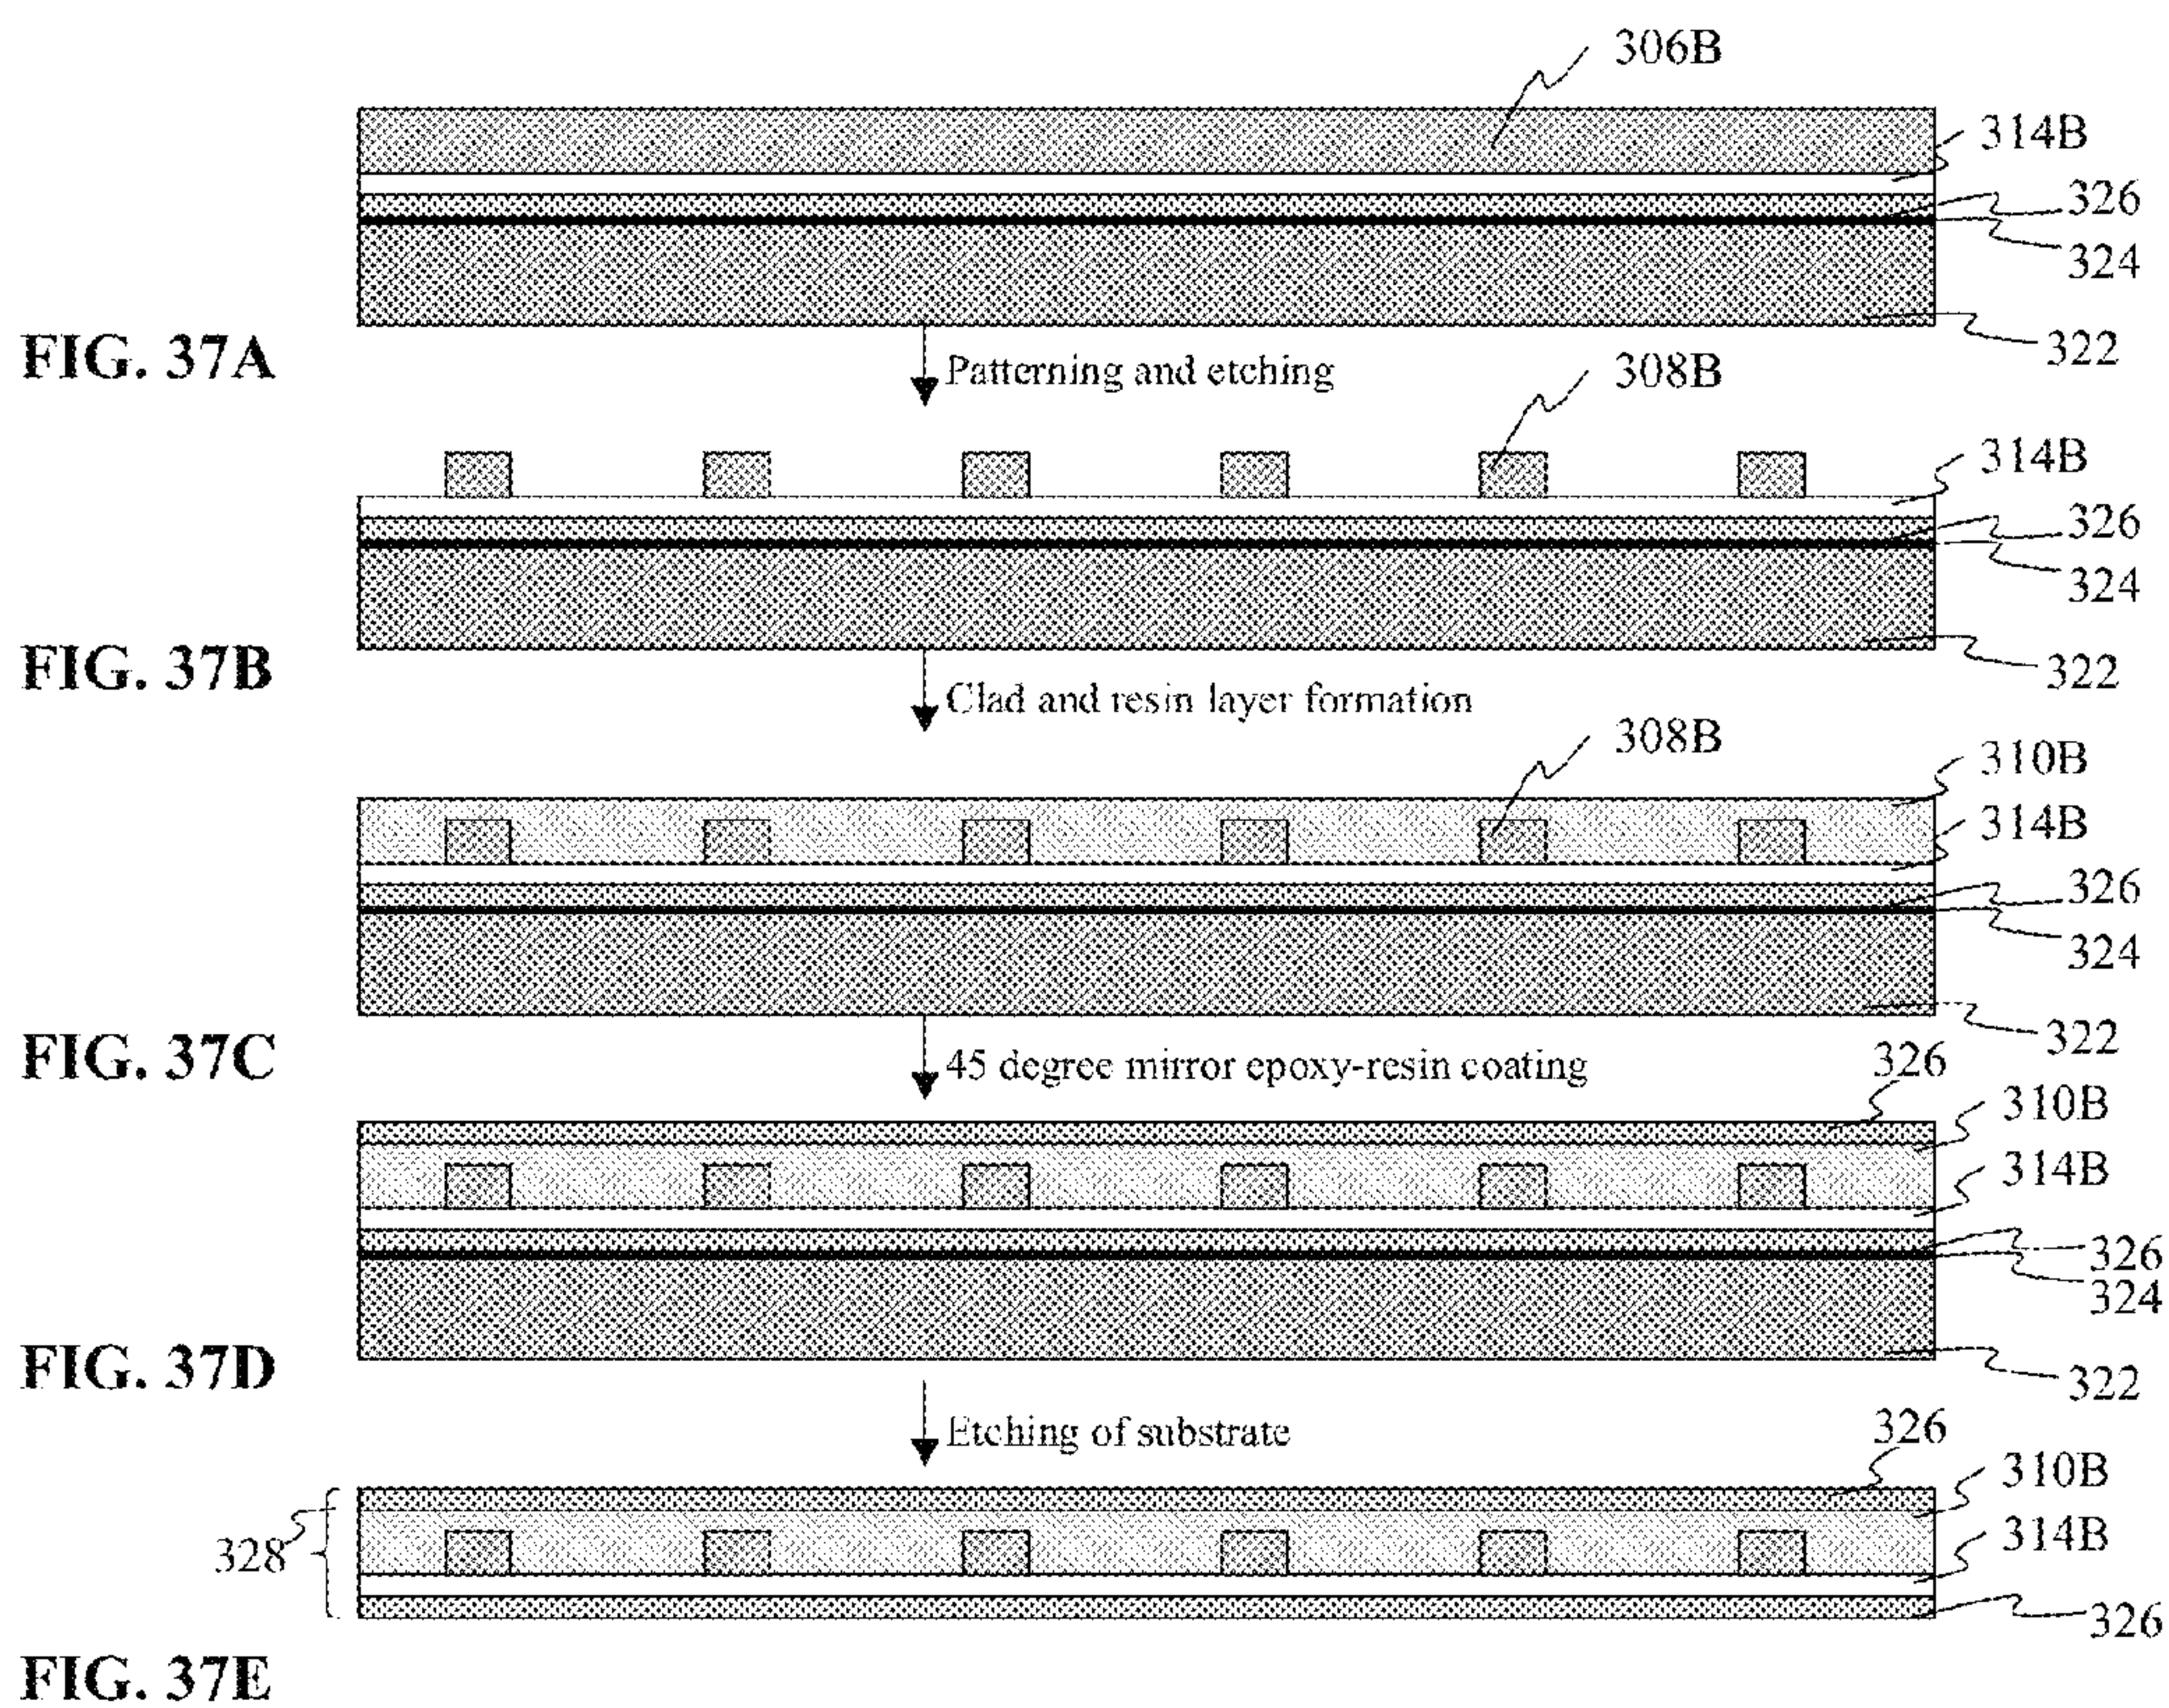 306B
314B
326
324
322
FIG. 37A
Patterning and etching
308B
314B
326
324
322
FIG. 37B
Clad and resin layer formation
308B
310B
314B
326
324
322
FIG. 37C
45 degree mirror epoxy-resin coating
326
310B
314B
326
324
322
FIG. 37D
Etching of substrate
326
310B
314B
328
326
FIG. 37E